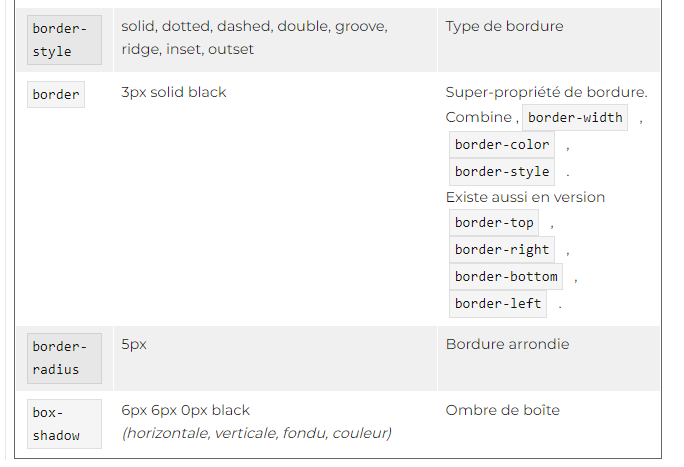 border-style
solid, dotted, dashed, double, groove,
ridge, inset, outset
Type de bordure
border
3px solid black
Super-propriété de bordure.
Combine , border-width ,
border-color ,
border-style .
Existe aussi en version
border-top ,
border-right ,
border-bottom ,
border-left .
border-radius
5px
Bordure arrondie
box-shadow
6px 6px 0px black
(horizontale, verticale, fondu, couleur)
Ombre de boîte